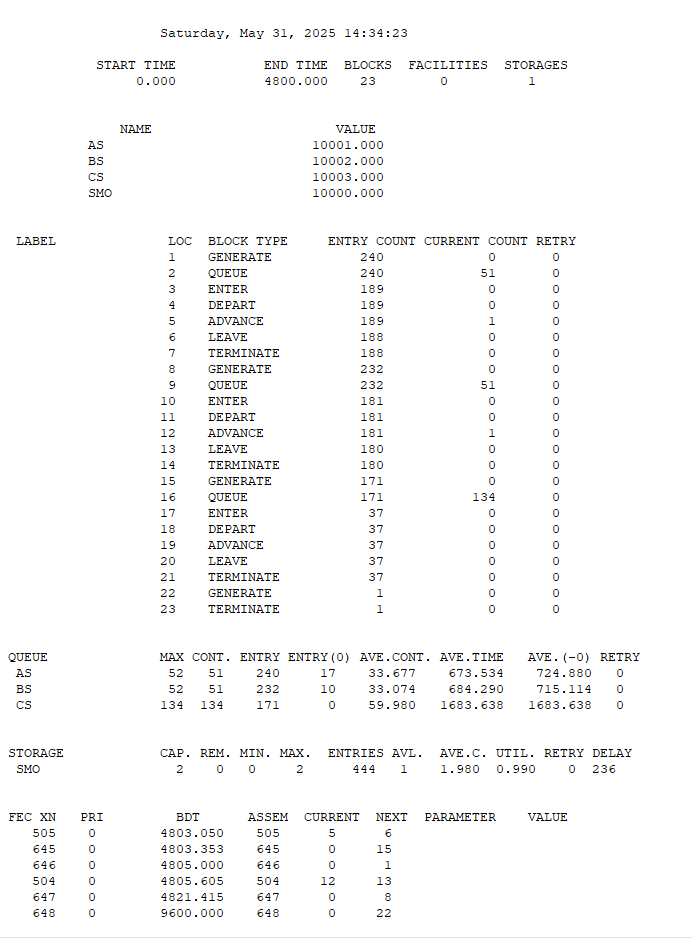 Saturday, May 31, 2025 14:34:23
START TIME END TIME BLOCKS FACILITIES STORAGES
0.000 4800.000 23 0 1
NAME VALUE
AS 10001.000
BS 10002.000
CS 10003.000
SMO 10000.000
LABEL LOC BLOCK TYPE ENTRY COUNT CURRENT COUNT RETRY
1 GENERATE 240 0 0
2 QUEUE 240 51 0
3 ENTER 189 0 0
4 DEPART 189 0 0
5 ADVANCE 189 1 0
6 LEAVE 188 0 0
7 TERMINATE 188 0 0
8 GENERATE 232 0 0
9 QUEUE 232 51 0
10 ENTER 181 0 0
11 DEPART 181 0 0
12 ADVANCE 181 1 0
13 LEAVE 180 0 0
14 TERMINATE 180 0 0
15 GENERATE 171 0 0
16 QUEUE 171 134 0
17 ENTER 37 0 0
18 DEPART 37 0 0
19 ADVANCE 37 0 0
20 LEAVE 37 0 0
21 TERMINATE 37 0 0
22 GENERATE 1 0 0
23 TERMINATE 1 0 0
QUEUE MAX CONT. ENTRY ENTRY(0) AVE.CONT. AVE.TIME AVE.(-0) RETRY
AS 52 51 240 17 33.677 673.534 724.880 0
BS 52 51 232 10 33.074 684.290 715.114 0
CS 134 134 171 0 59.980 1683.638 1683.638 0
STORAGE CAP. REM. MIN. MAX. ENTRIES AVL. AVE.C. UTIL. RETRY DELAY
SMO 2 0 0 2 444 1 1.980 0.990 0 236
FEC XN PRI BDT ASSEM CURRENT NEXT PARAMETER VALUE
505 0 4803.050 505 5 6
645 0 4803.353 645 0 15
646 0 4805.000 646 0 1
504 0 4805.605 504 12 13
647 0 4821.415 647 0 8
648 0 9600.000 648 0 22